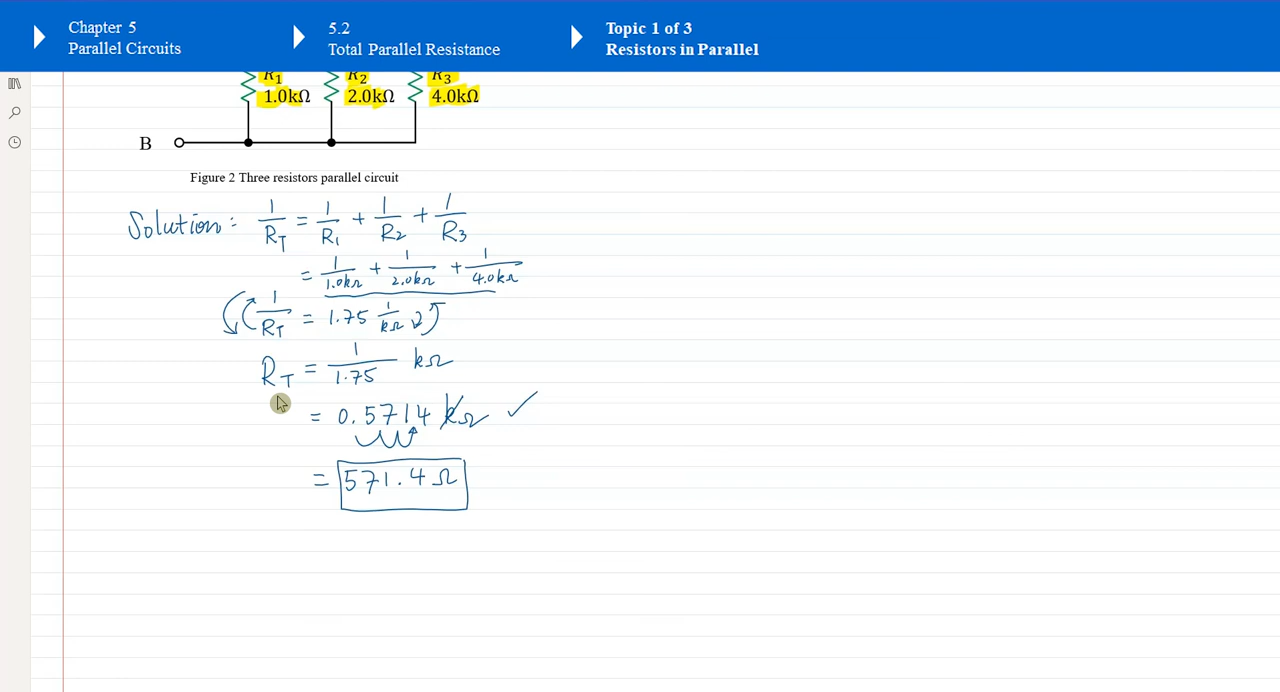 Chapter 5
Parallel Circuits
5.2
Total Parallel Resistance
Topic 1 of 3
Resistors in Parallel
R1 R2 R3
1.0kΩ 2.0kΩ 4.0kΩ
B
Figure 2 Three resistors parallel circuit
Solution: 1/RT = 1/R1 + 1/R2 + 1/R3
= 1/1.0kΩ + 1/2.0kΩ + 1/4.0kΩ
1/RT = 1.75 1/kΩ
RT = 1/1.75 kΩ
= 0.5714 kΩ ✓
= 571.4 Ω